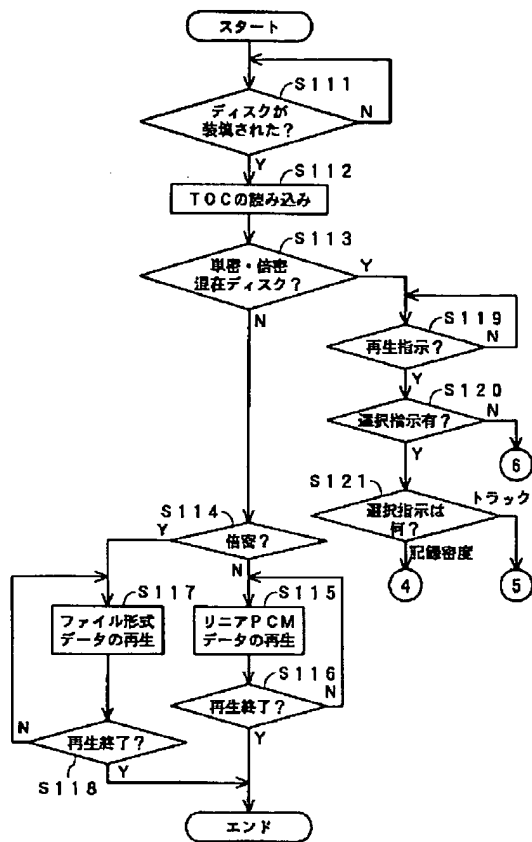 スタート
S111
ディスクが
装填された？
N
Y
S112
TOCの読み込み
S113
単密・倍密
混在ディスク？
Y
N
S119
再生指示？
N
Y
S120
選択指示有？
N
Y
6
S121
選択指示は
何？
トラック
記録密度
4
5
S114
倍密？
Y
N
S117
ファイル形式
データの再生
S115
リニアPCM
データの再生
S116
再生終了？
N
Y
再生終了？
N
Y
S118
エンド